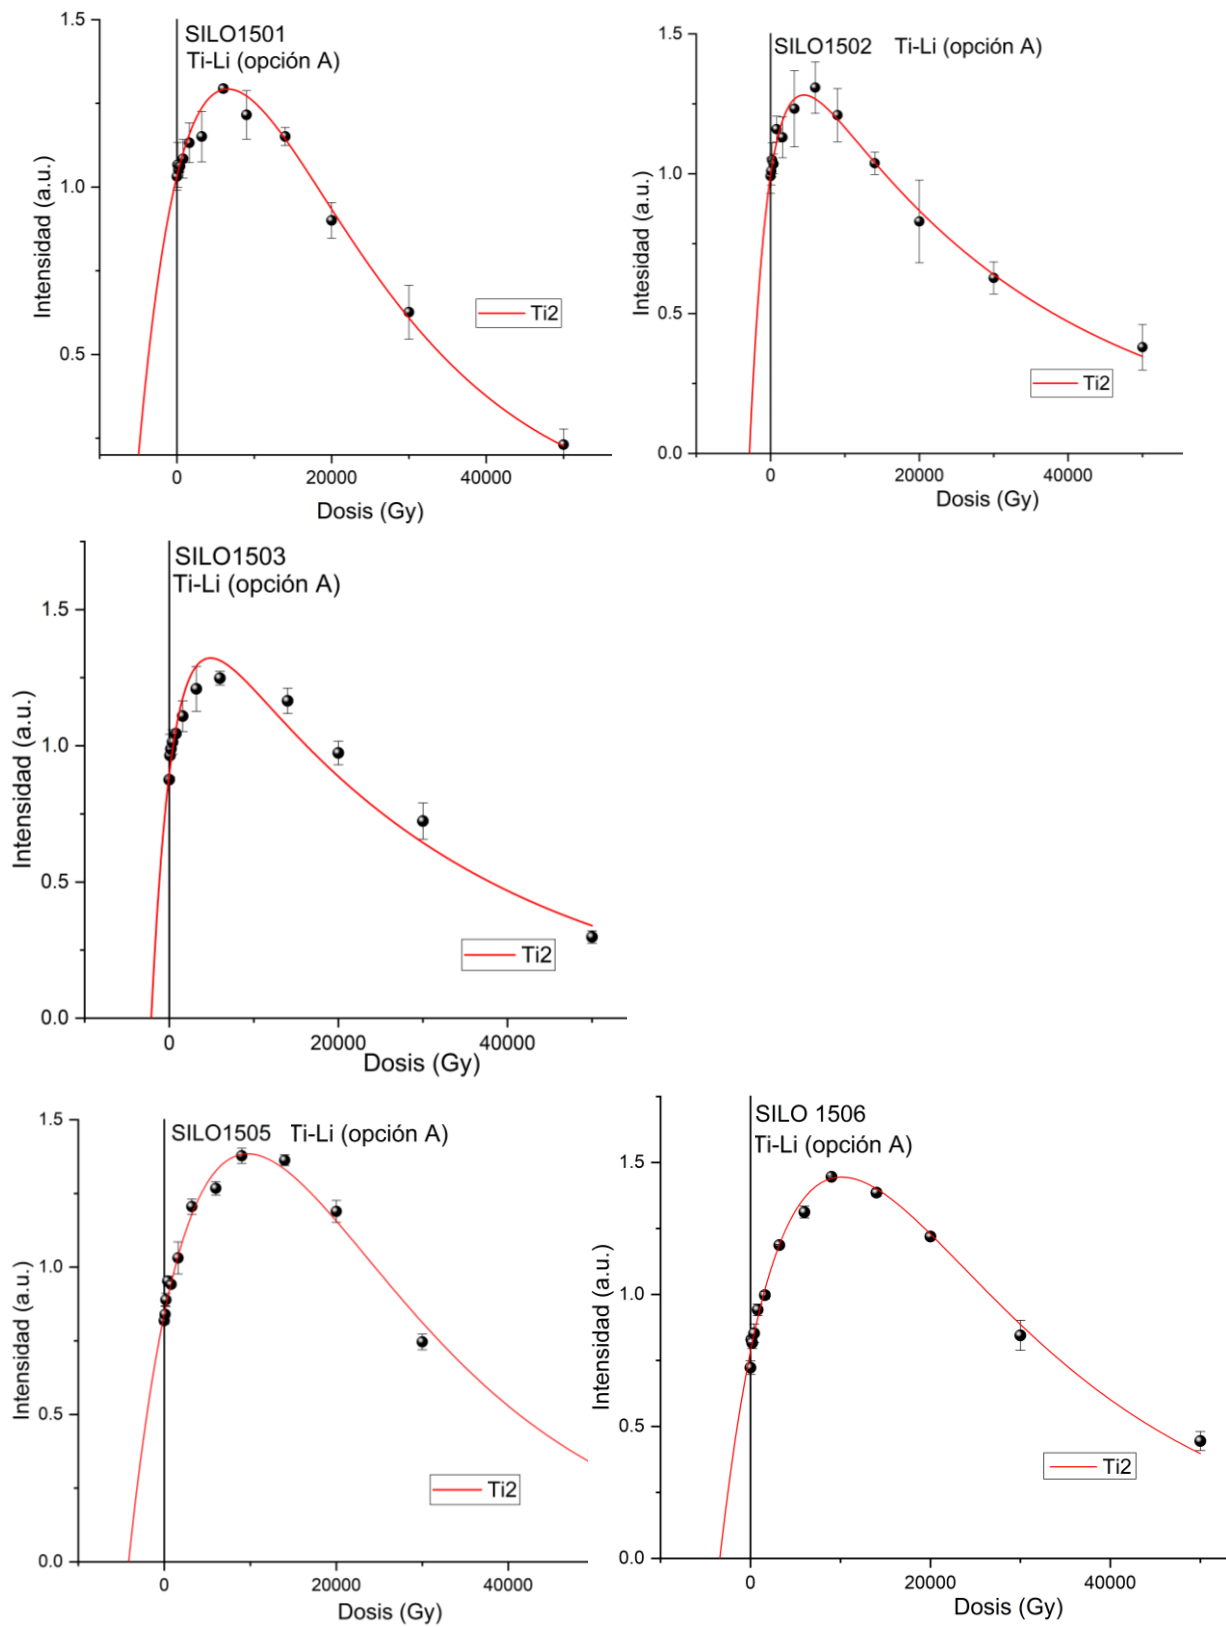 SILO1501
Ti-Li (opción A)
1.5
1.0
0.5
Intensidad (a.u.)
Ti2
0
20000
40000
Dosis (Gy)
SILO1502 Ti-Li (opción A)
1.5
1.0
0.5
0.0
Intesidad (a.u.)
Ti2
0
20000
40000
Dosis (Gy)
SILO1503
Ti-Li (opción A)
1.5
1.0
0.5
0.0
Intensidad (a.u.)
Ti2
0
20000
40000
Dosis (Gy)
SILO1505 Ti-Li (opción A)
1.5
1.0
0.5
0.0
Intensidad (a.u.)
Ti2
0
20000
40000
Dosis (Gy)
SILO 1506
Ti-Li (opción A)
1.5
1.0
0.5
0.0
Intensidad (a.u.)
Ti2
0
20000
40000
Dosis (Gy)